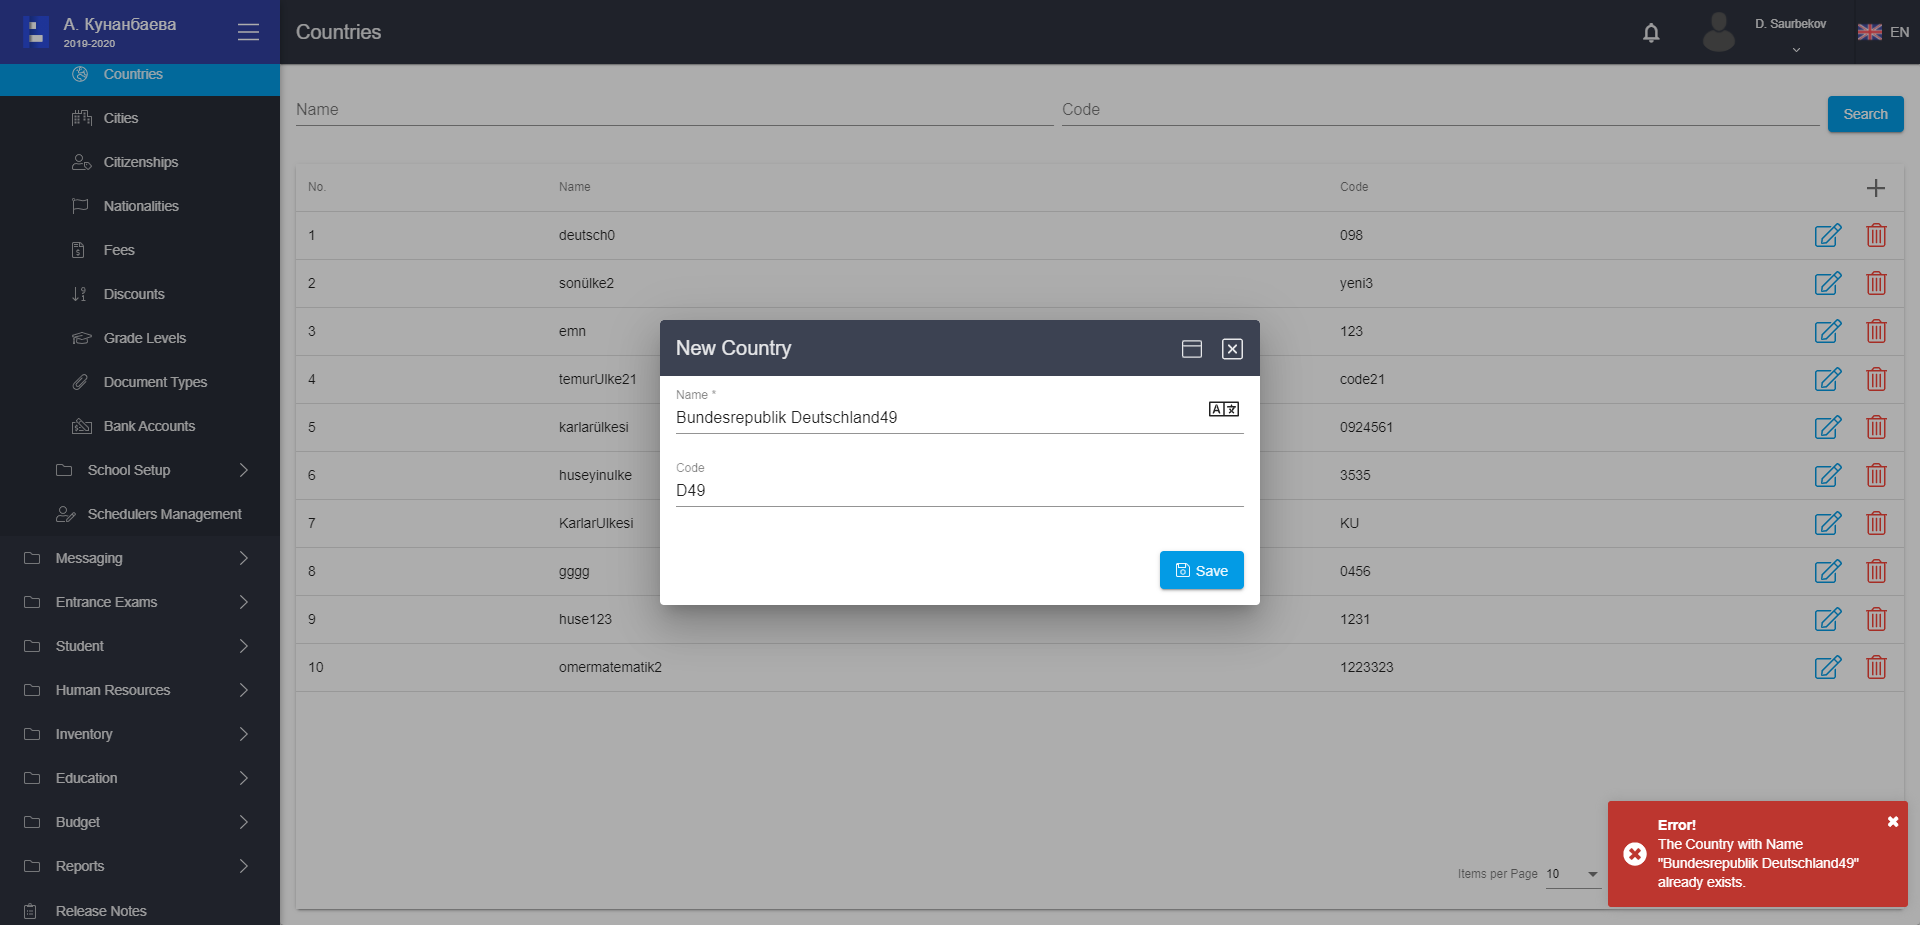 А. Кунанбаева
2019-2020
Countries
D. Saurbekov
EN
Countries
Cities
Citizenships
Nationalities
Fees
Discounts
Grade Levels
Document Types
Bank Accounts
School Setup
Schedulers Management
Messaging
Entrance Exams
Student
Human Resources
Inventory
Education
Budget
Reports
Release Notes
Name Code Search
No. Name Code
1 deutsch0 098
2 sonülke2 yeni3
3 emn 123
4 temurUlke21 code21
5 karlarülkesi 0924561
6 huseyinulke 3535
7 KarlarUlkesi KU
8 gggg 0456
9 huse123 1231
10 omermatematik2 1223323
Items per Page 10
New Country
Name *
Bundesrepublik Deutschland49
Code
D49
Save
Error!
The Country with Name
"Bundesrepublik Deutschland49"
already exists.